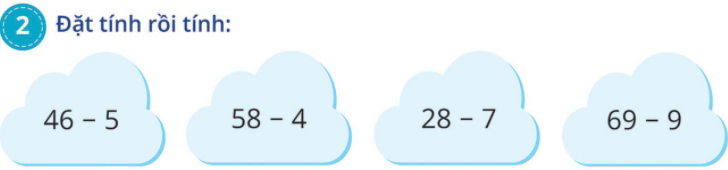 2 Đặt tính rồi tính:
46 – 5 58 – 4 28 – 7 69 – 9